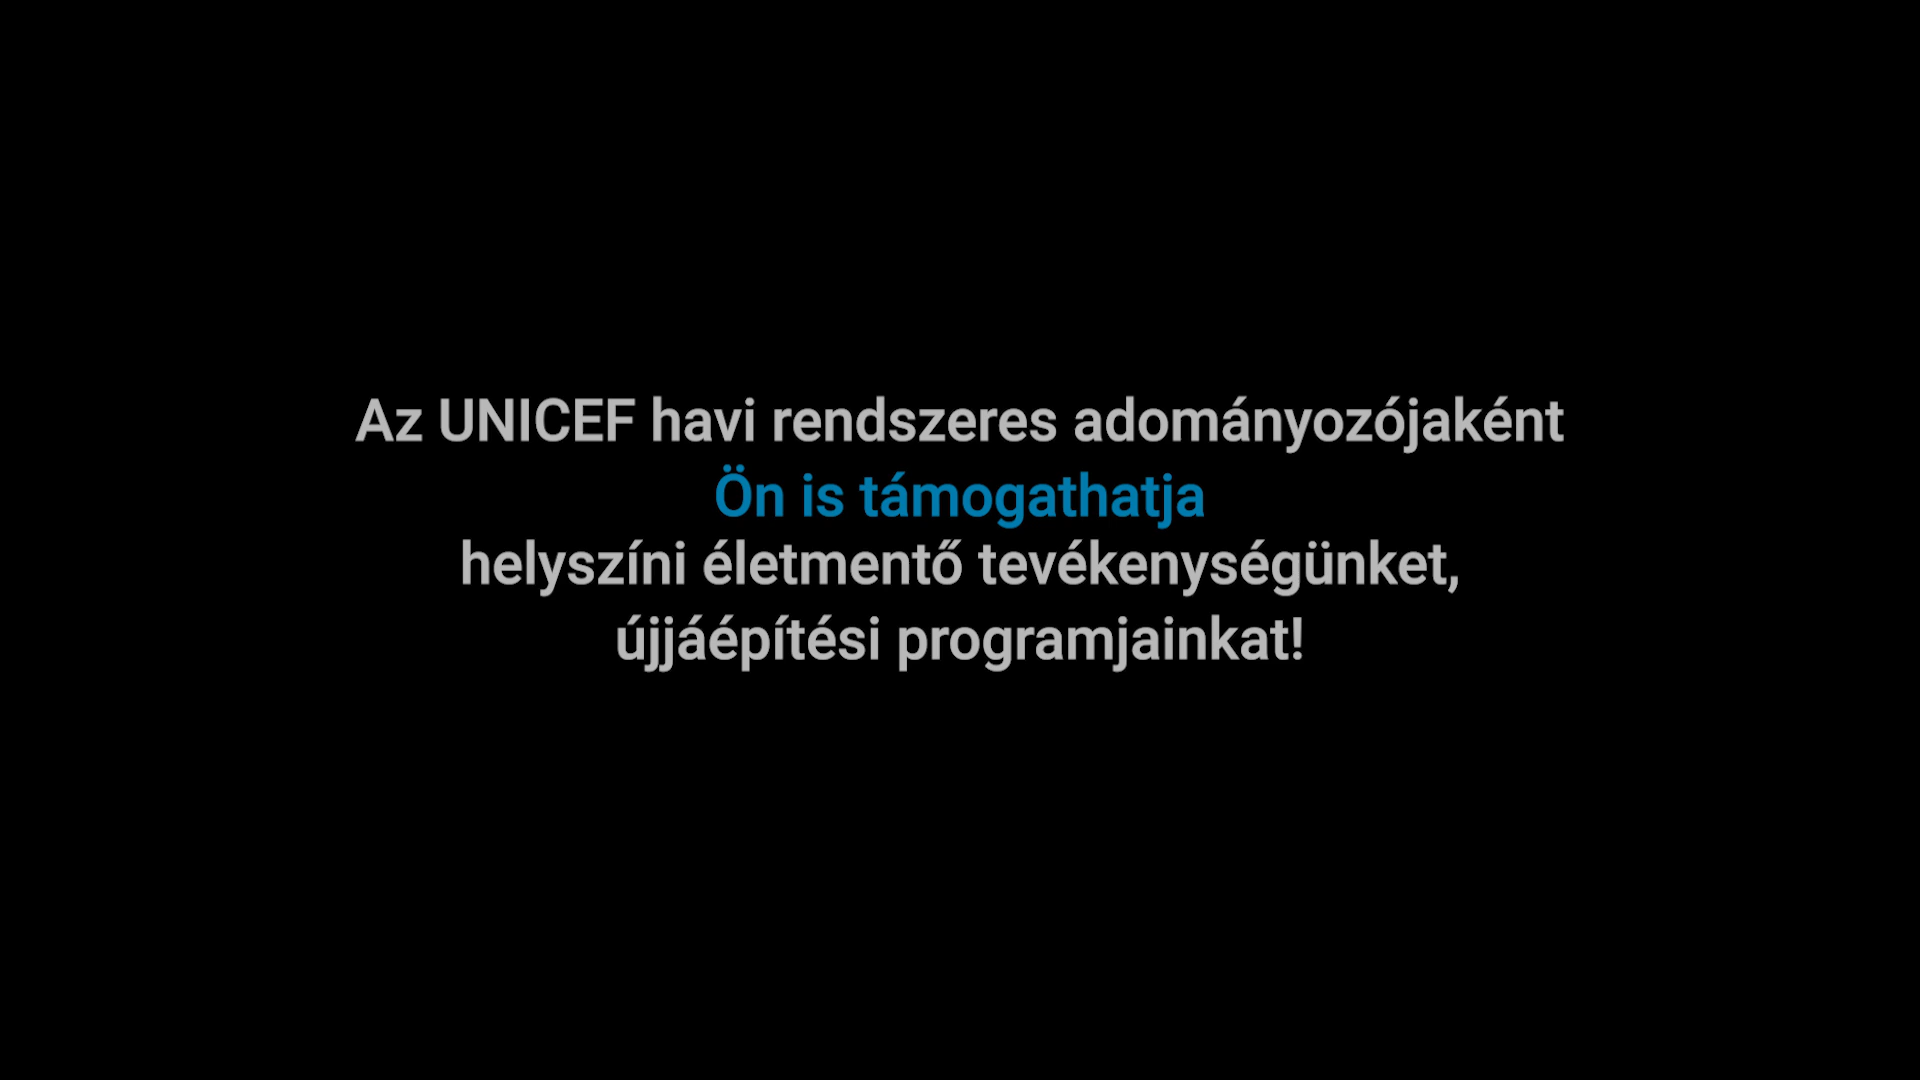 Az UNICEF havi rendszeres adományozójaként
Ön is támogathatja
helyszíni életmentő tevékenységünket,
újjáépítési programjainkat!